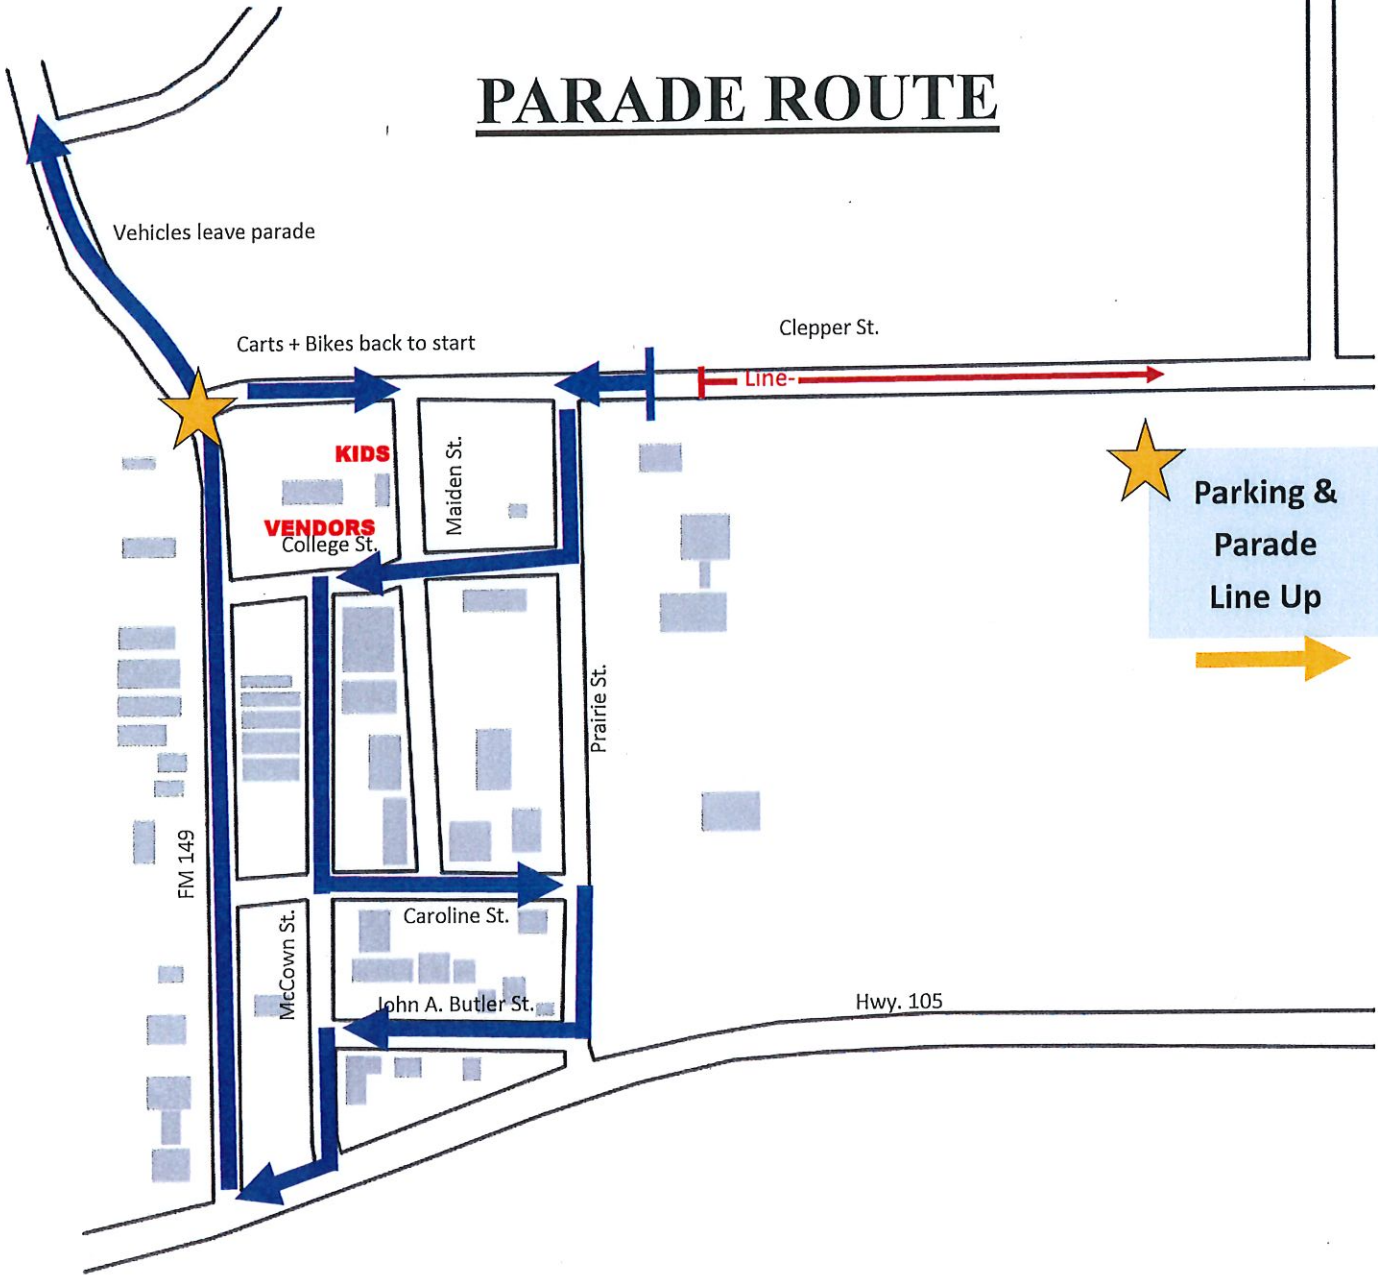 PARADE ROUTE
Vehicles leave parade
Clepper St.
Carts + Bikes back to start
Line-
KIDS
Maiden St.
Parking &
Parade
Line Up
VENDORS
College St.
Prairie St.
FM 149
Caroline St.
McCown St.
John A. Butler St.
Hwy. 105